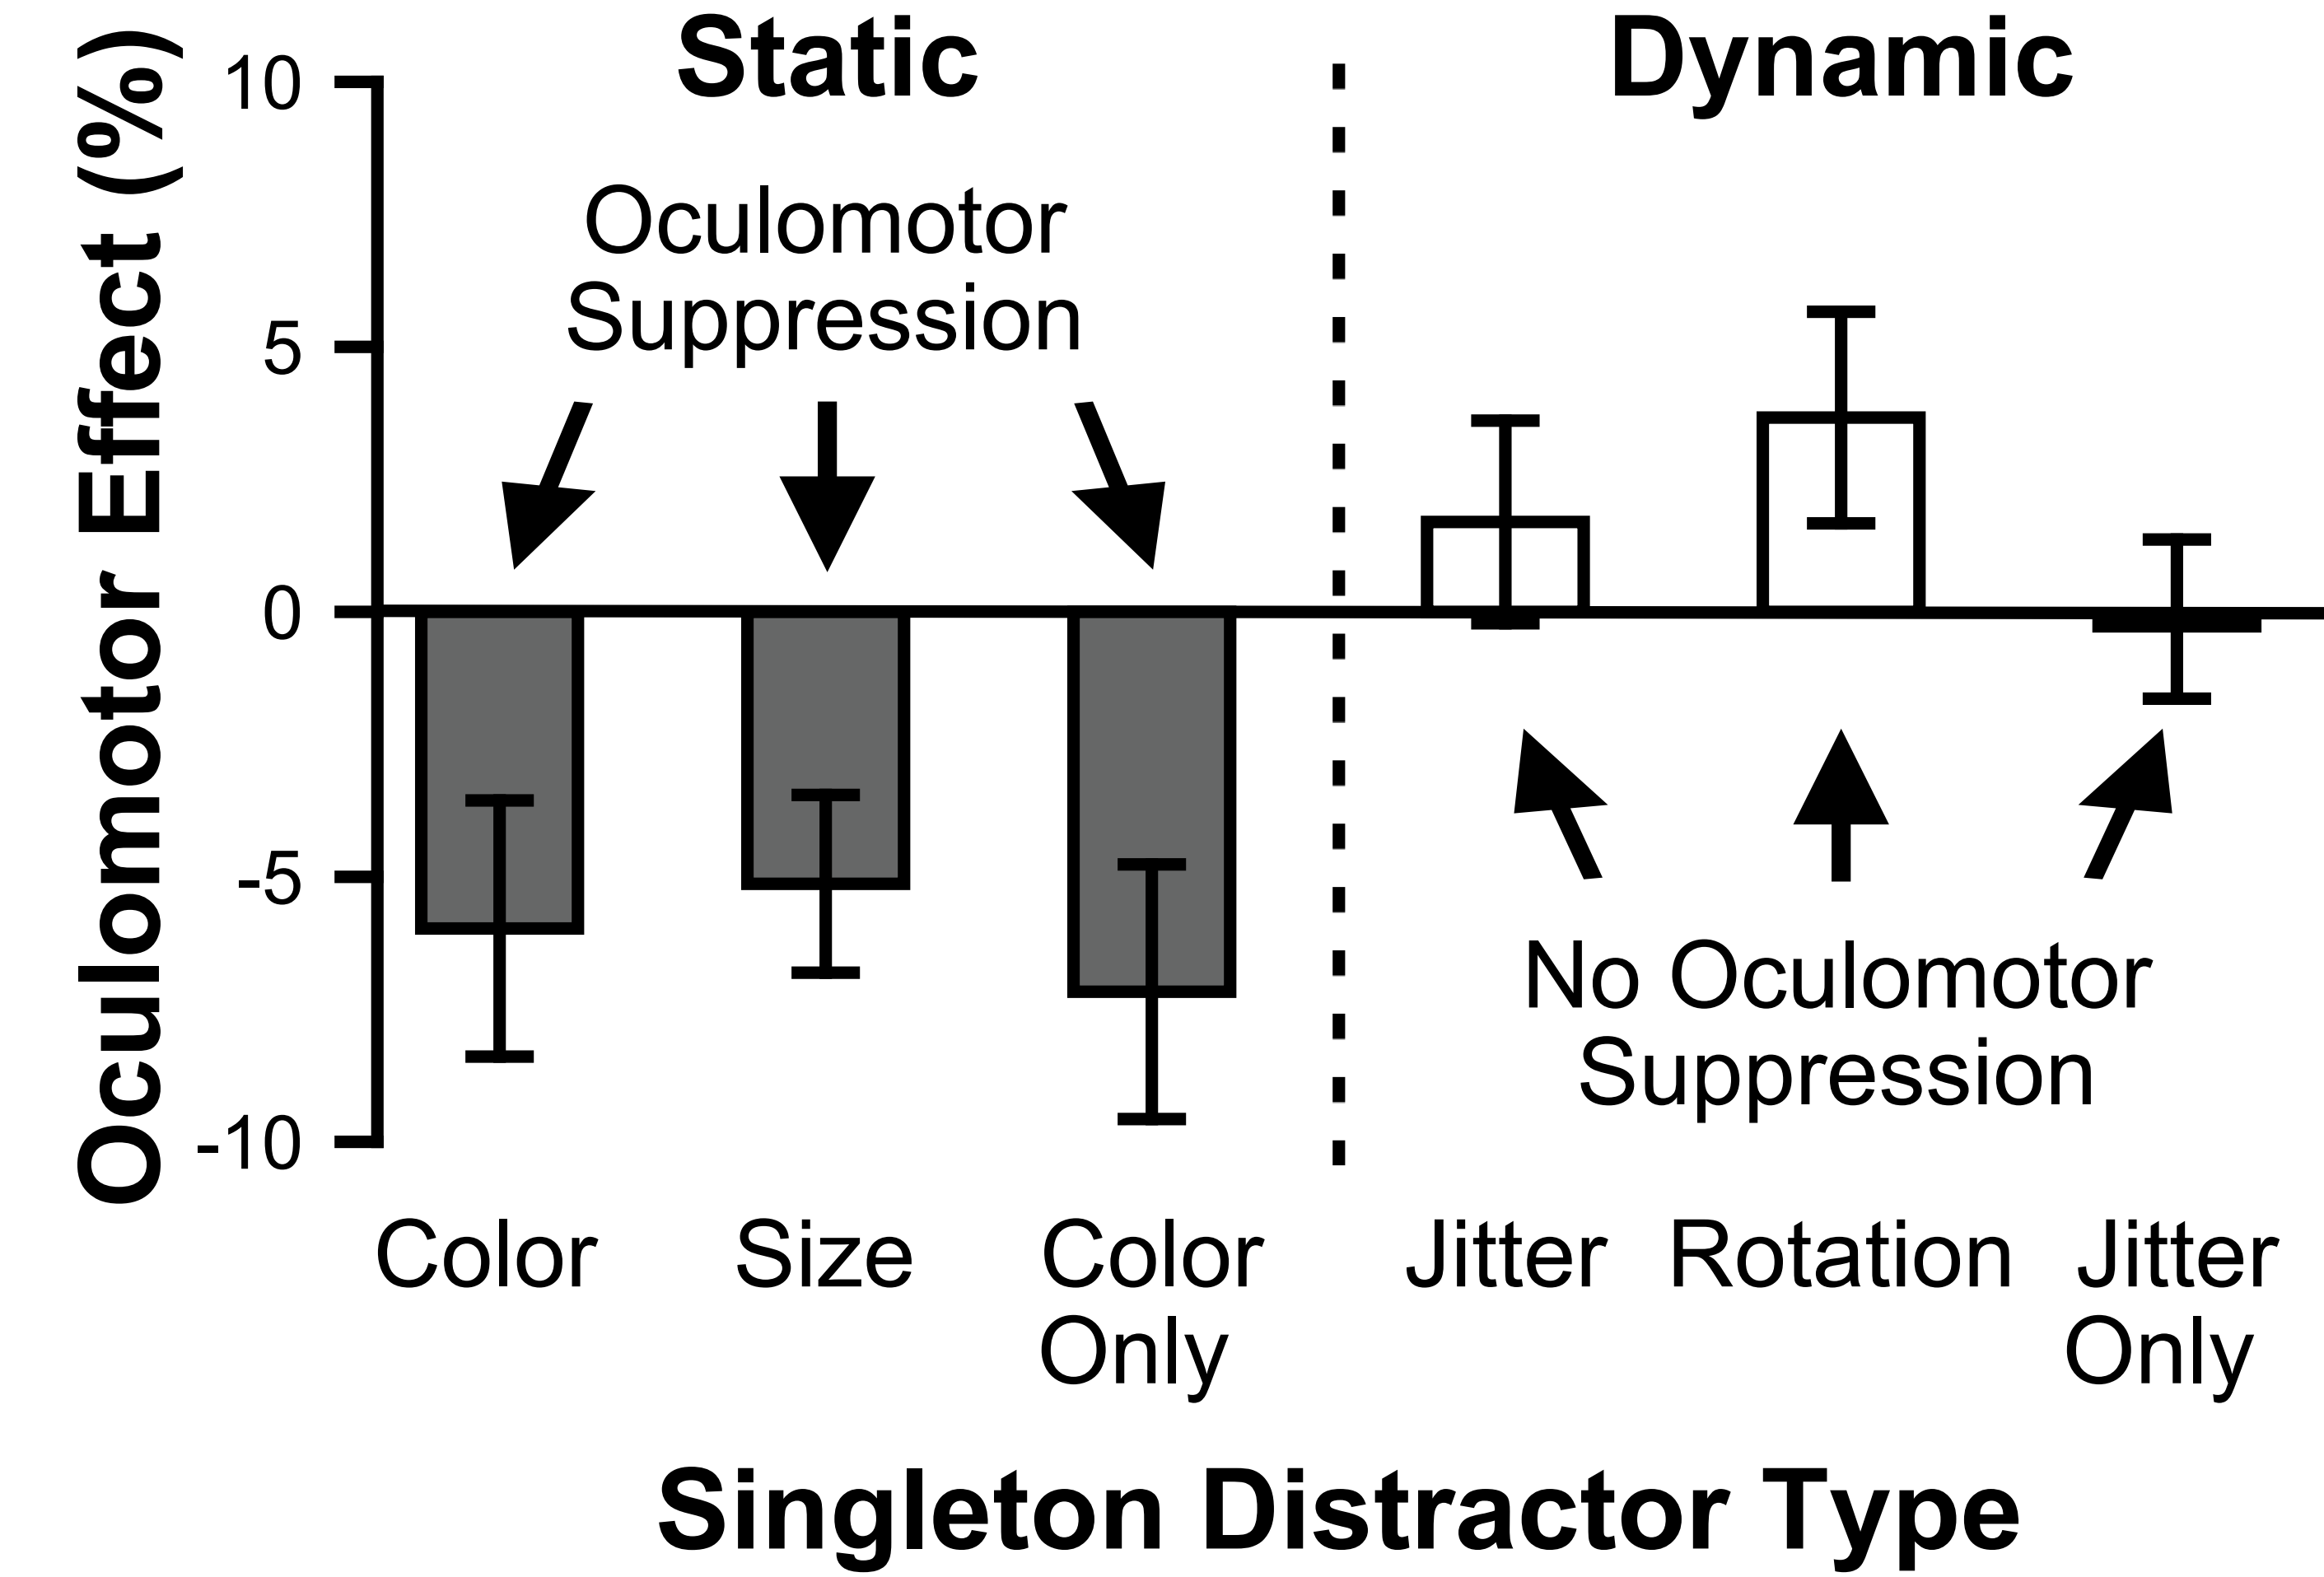 Static
Dynamic
Oculomotor Effect (%)
10
5
0
-5
-10
Oculomotor
Suppression
No Oculomotor
Suppression
Color
Size
Color
Only
Jitter
Rotation
Jitter
Only
Singleton Distractor Type